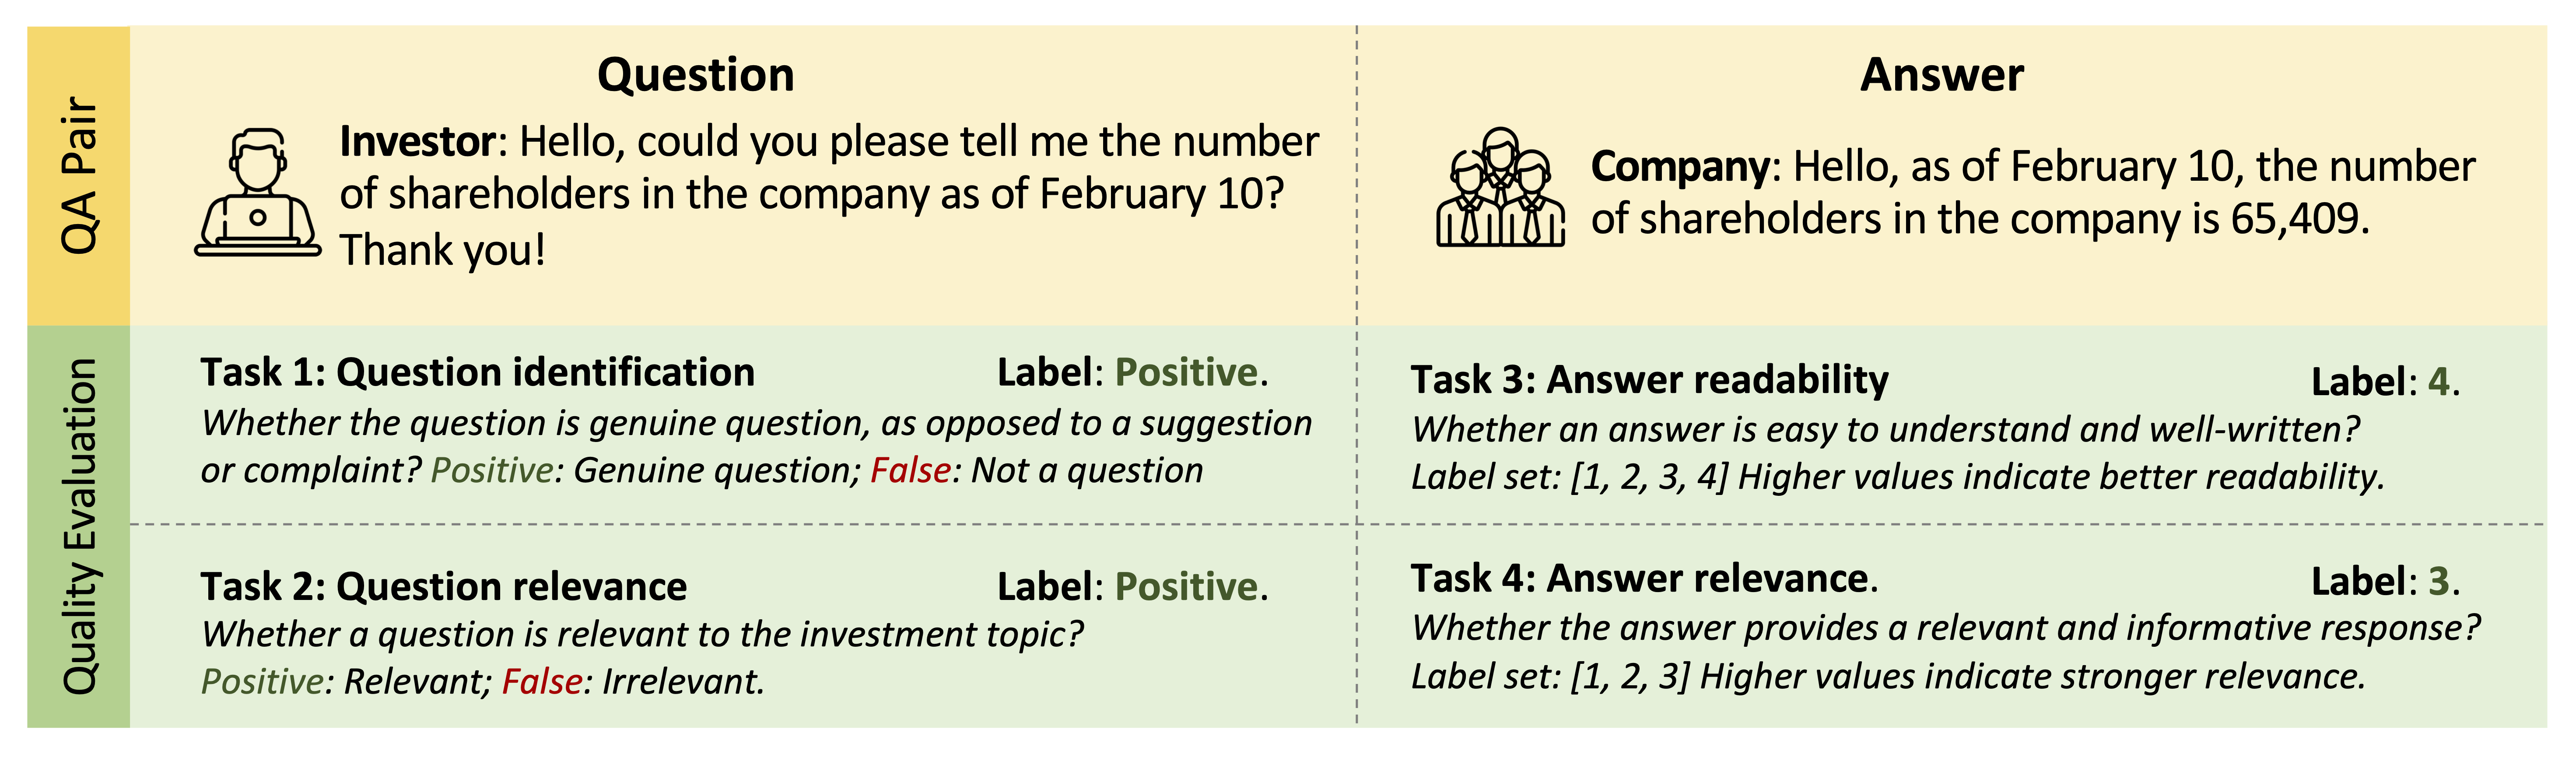 QA Pair
Question
Investor: Hello, could you please tell me the number
of shareholders in the company as of February 10?
Thank you!
Answer
Company: Hello, as of February 10, the number
of shareholders in the company is 65,409.
Quality Evaluation
Task 1: Question identification Label: Positive.
Whether the question is genuine question, as opposed to a suggestion
or complaint? Positive: Genuine question; False: Not a question
Task 2: Question relevance Label: Positive.
Whether a question is relevant to the investment topic?
Positive: Relevant; False: Irrelevant.
Task 3: Answer readability Label: 4.
Whether an answer is easy to understand and well-written?
Label set: [1, 2, 3, 4] Higher values indicate better readability.
Task 4: Answer relevance. Label: 3.
Whether the answer provides a relevant and informative response?
Label set: [1, 2, 3] Higher values indicate stronger relevance.